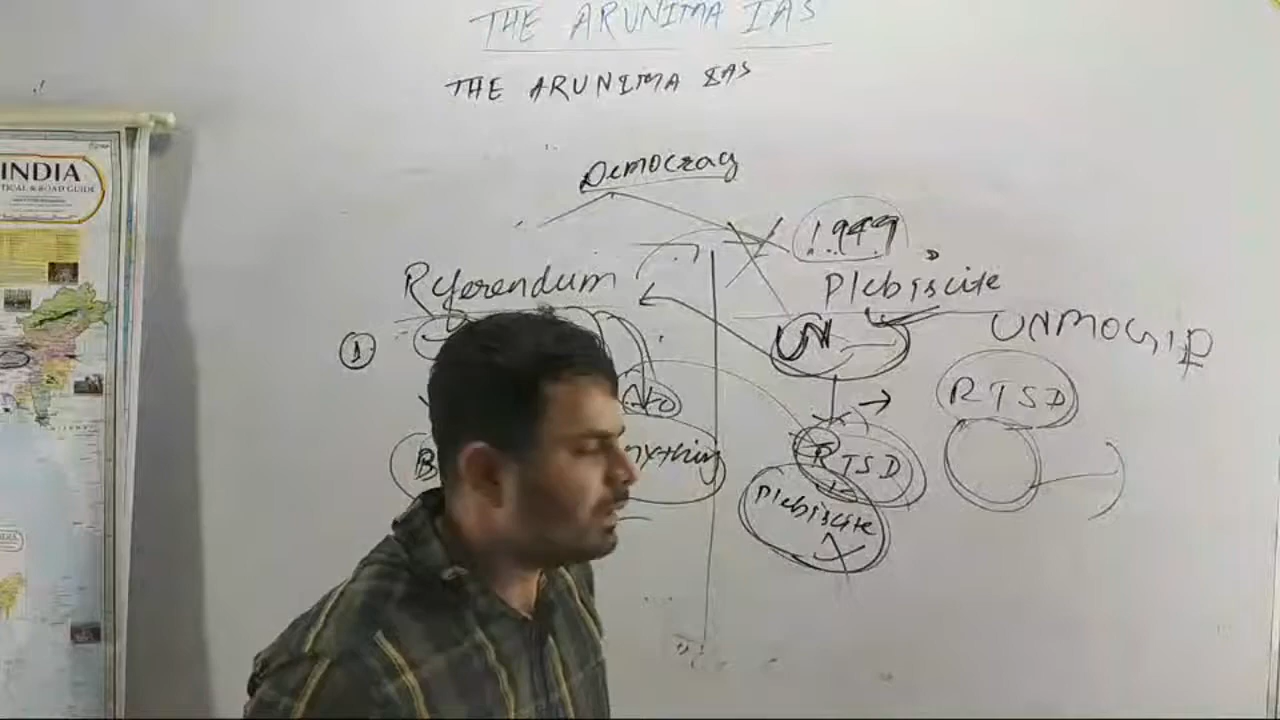 THE ARUNIMA IAS
THE ARUNIMA IAS
Democracy
1949
Referendum
Plebiscite
UN
UNMOGIP
①
RTSD
RTSD
Plebiscite
INDIA